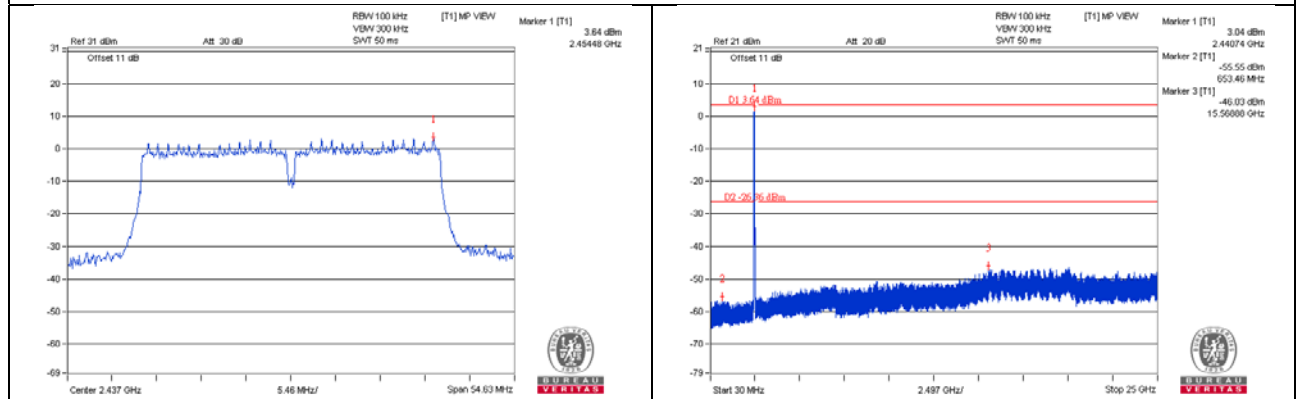 RBW 100 kHz
VBW 300 kHz
SWT 50 ms
[T1] MP VIEW
Marker 1 [T1]
3.64 dBm
2.45448 GHz
Ref 31 dBm
Att 30 dB
31
Offset 11 dB
20
10
0
-10
-20
-30
-40
-50
-60
-69
1
Center 2.437 GHz
5.46 MHz/
Span 54.63 MHz
BUREAU
VERITAS
RBW 100 kHz
VBW 300 kHz
SWT 50 ms
[T1] MP VIEW
Marker 1 [T1]
3.04 dBm
2.44074 GHz
Marker 2 [T1]
-55.55 dBm
653.46 MHz
Marker 3 [T1]
-46.03 dBm
15.56888 GHz
Ref 21 dBm
Att 20 dB
21
Offset 11 dB
10
0
-10
-20
-30
-40
-50
-60
-70
-79
1
D1 3.64 dBm
D2 -26.36 dBm
2
3
Start 30 MHz
2.497 GHz/
Stop 25 GHz
BUREAU
VERITAS